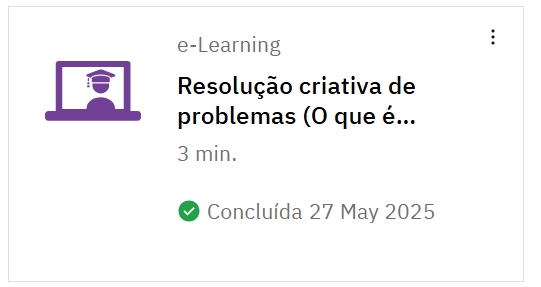 e-Learning
Resolução criativa de
problemas (O que é...
3 min.
Concluída 27 May 2025